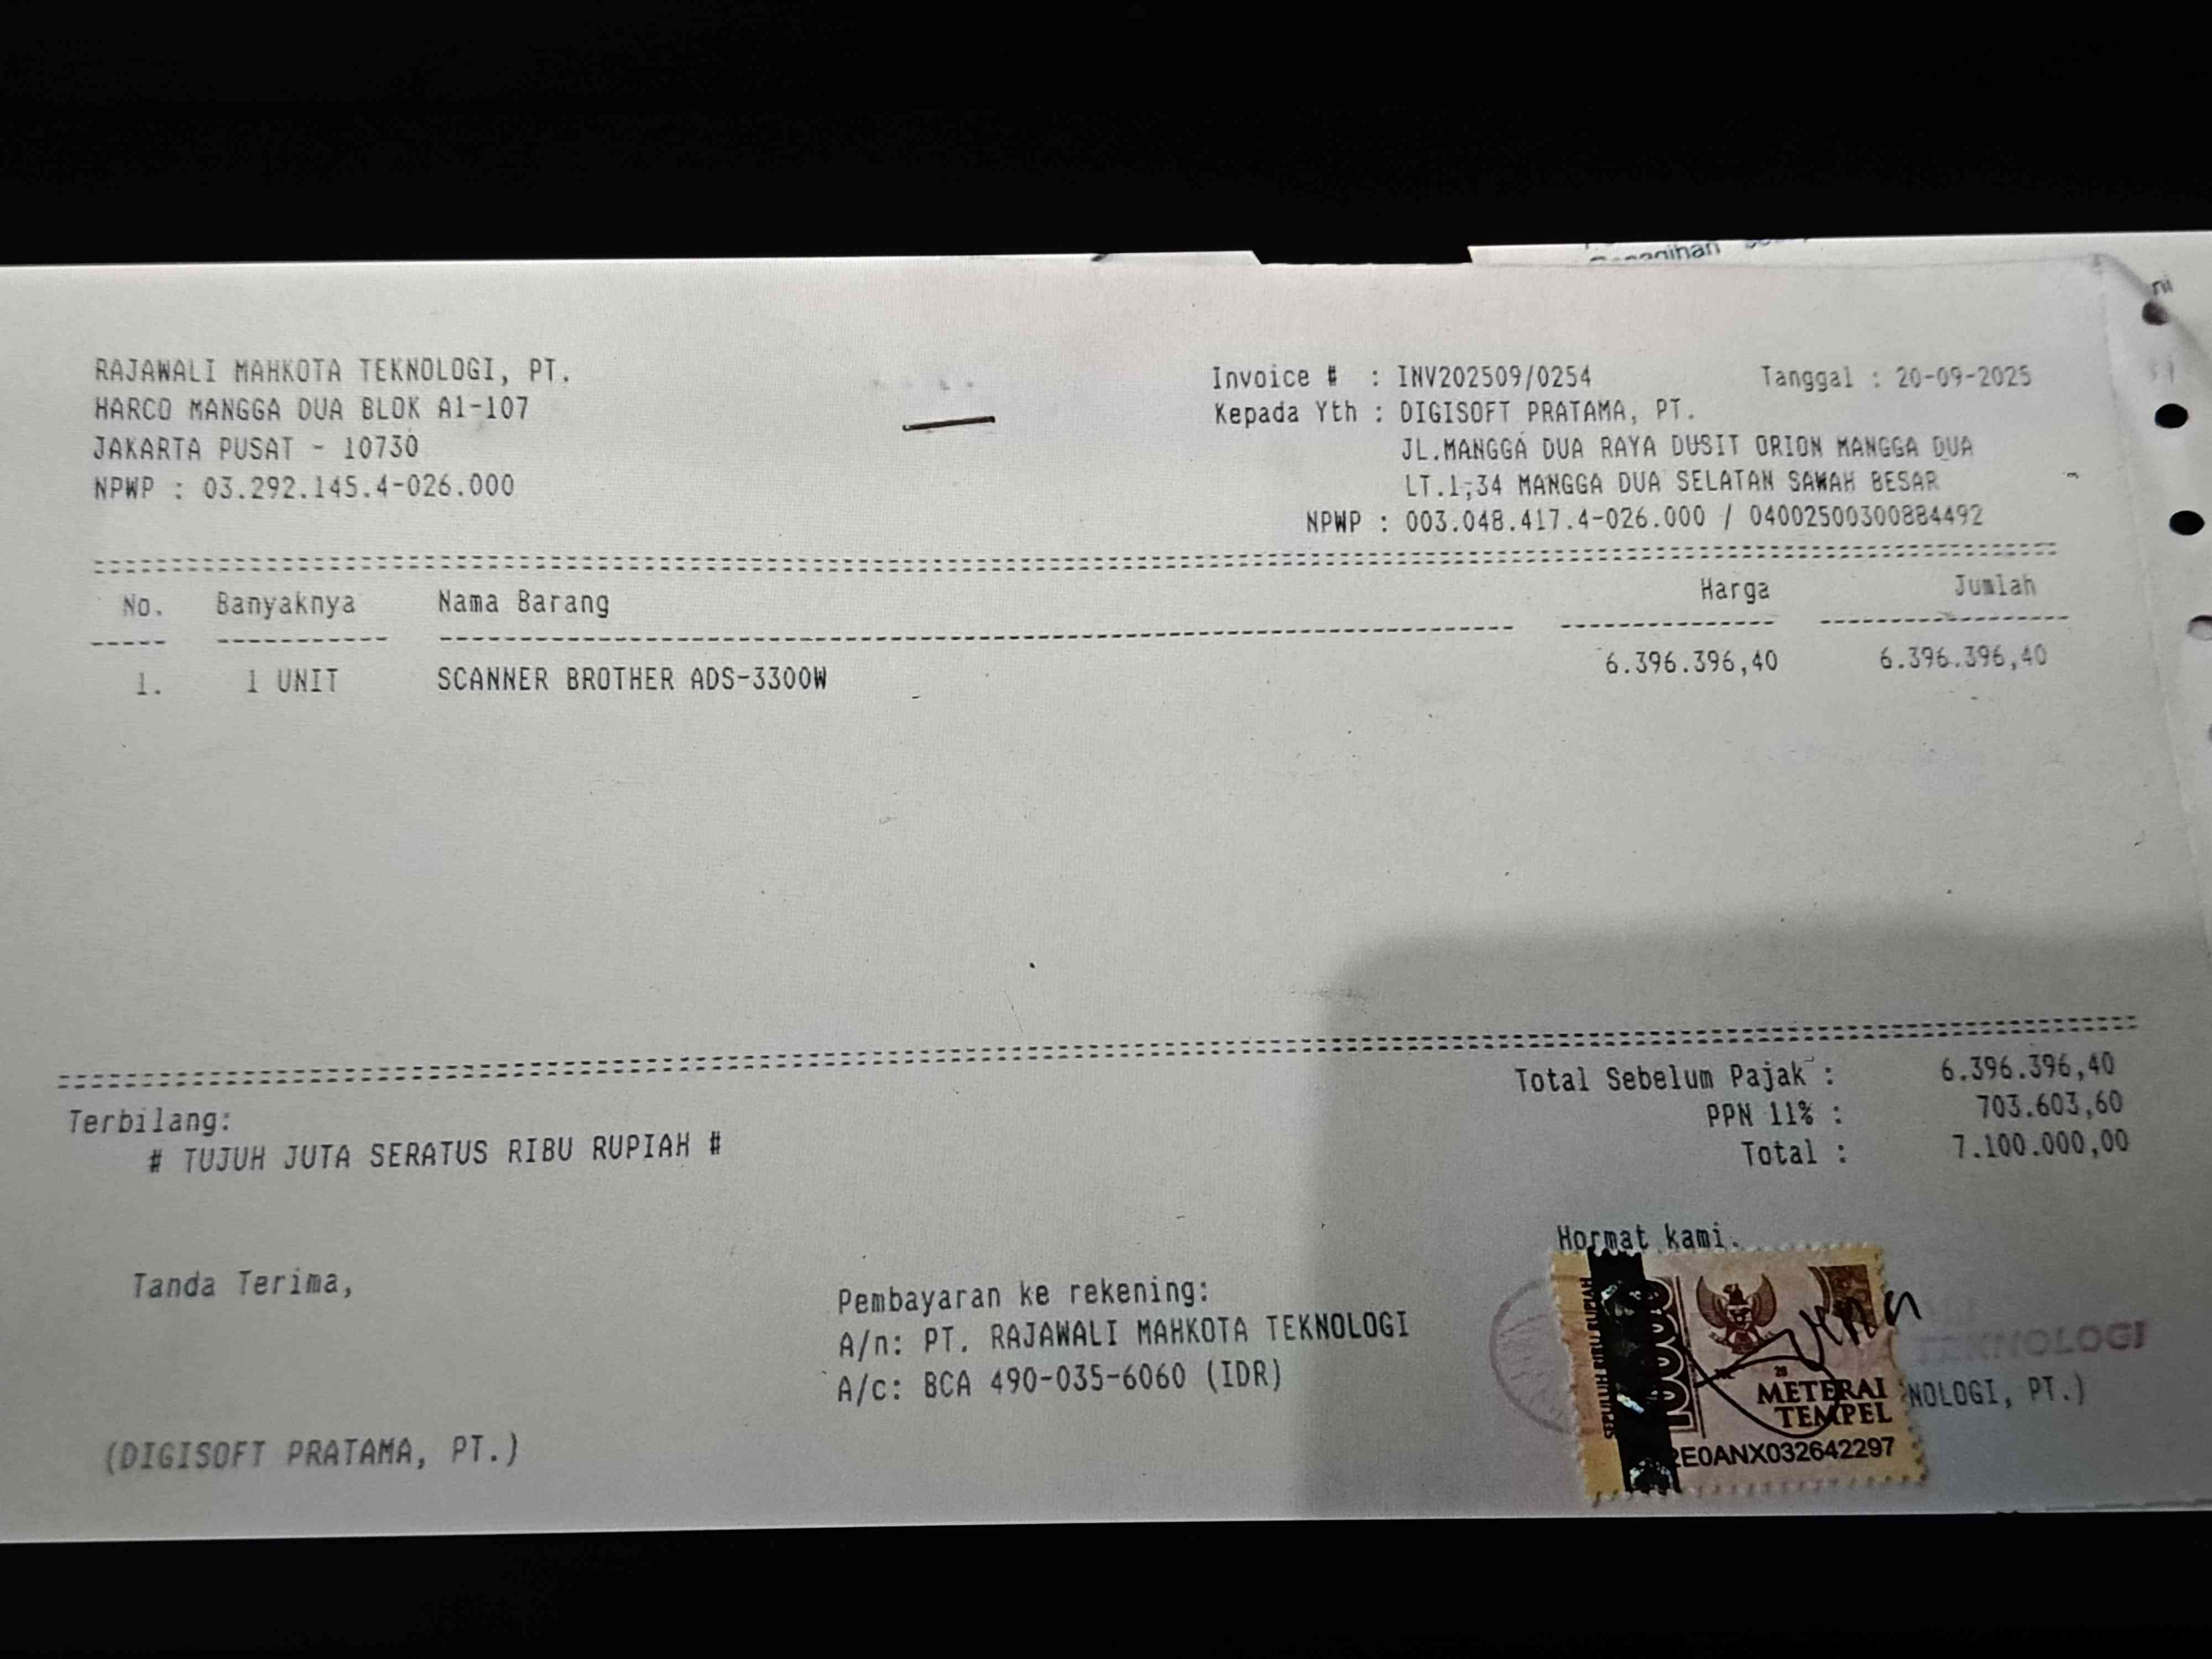 RAJAWALI MAHKOTA TEKNOLOGI, PT.
HARCO MANGGA DUA BLOK A1-107
JAKARTA PUSAT - 10730
NPWP : 03.292.145.4-026.000
Invoice # : INV202509/0254 Tanggal : 20-09-2025
Kepada Yth : DIGISOFT PRATAMA, PT.
JL.MANGGA DUA RAYA DUSIT ORION MANGGA DUA
LT.1,34 MANGGA DUA SELATAN SAWAH BESAR
NPWP : 003.048.417.4-026.000 / 04002500300884492
No. Banyaknya Nama Barang Harga Jumlah
1. 1 UNIT SCANNER BROTHER ADS-3300W 6.396.396,40 6.396.396,40
Total Sebelum Pajak : 6.396.396,40
PPN 11% : 703.603,60
Total : 7.100.000,00
Terbilang:
# TUJUH JUTA SERATUS RIBU RUPIAH #
Tanda Terima,
(DIGISOFT PRATAMA, PT.)
Pembayaran ke rekening:
A/n: PT. RAJAWALI MAHKOTA TEKNOLOGI
A/c: BCA 490-035-6060 (IDR)
Hormat kami,
SEPULUH RIBU RUPIAH
10000
METERAI
TEMPEL
E0ANX032642297
TEKNOLOGI
NOLOGI, PT.)